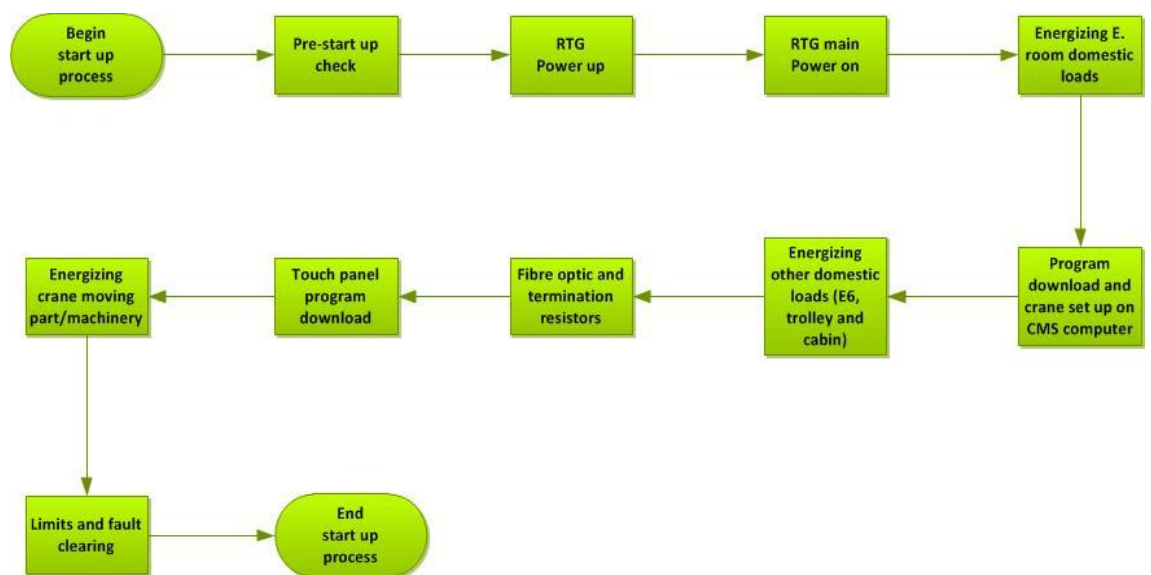 Begin
start up
process
Pre-start up
check
RTG
Power up
RTG main
Power on
Energizing E.
room domestic
loads
Program
download and
crane set up on
CMS computer
Energizing
other domestic
loads (E6,
trolley and
cabin)
Fibre optic and
termination
resistors
Touch panel
program
download
Energizing
crane moving
part/machinery
Limits and fault
clearing
End
start up
process